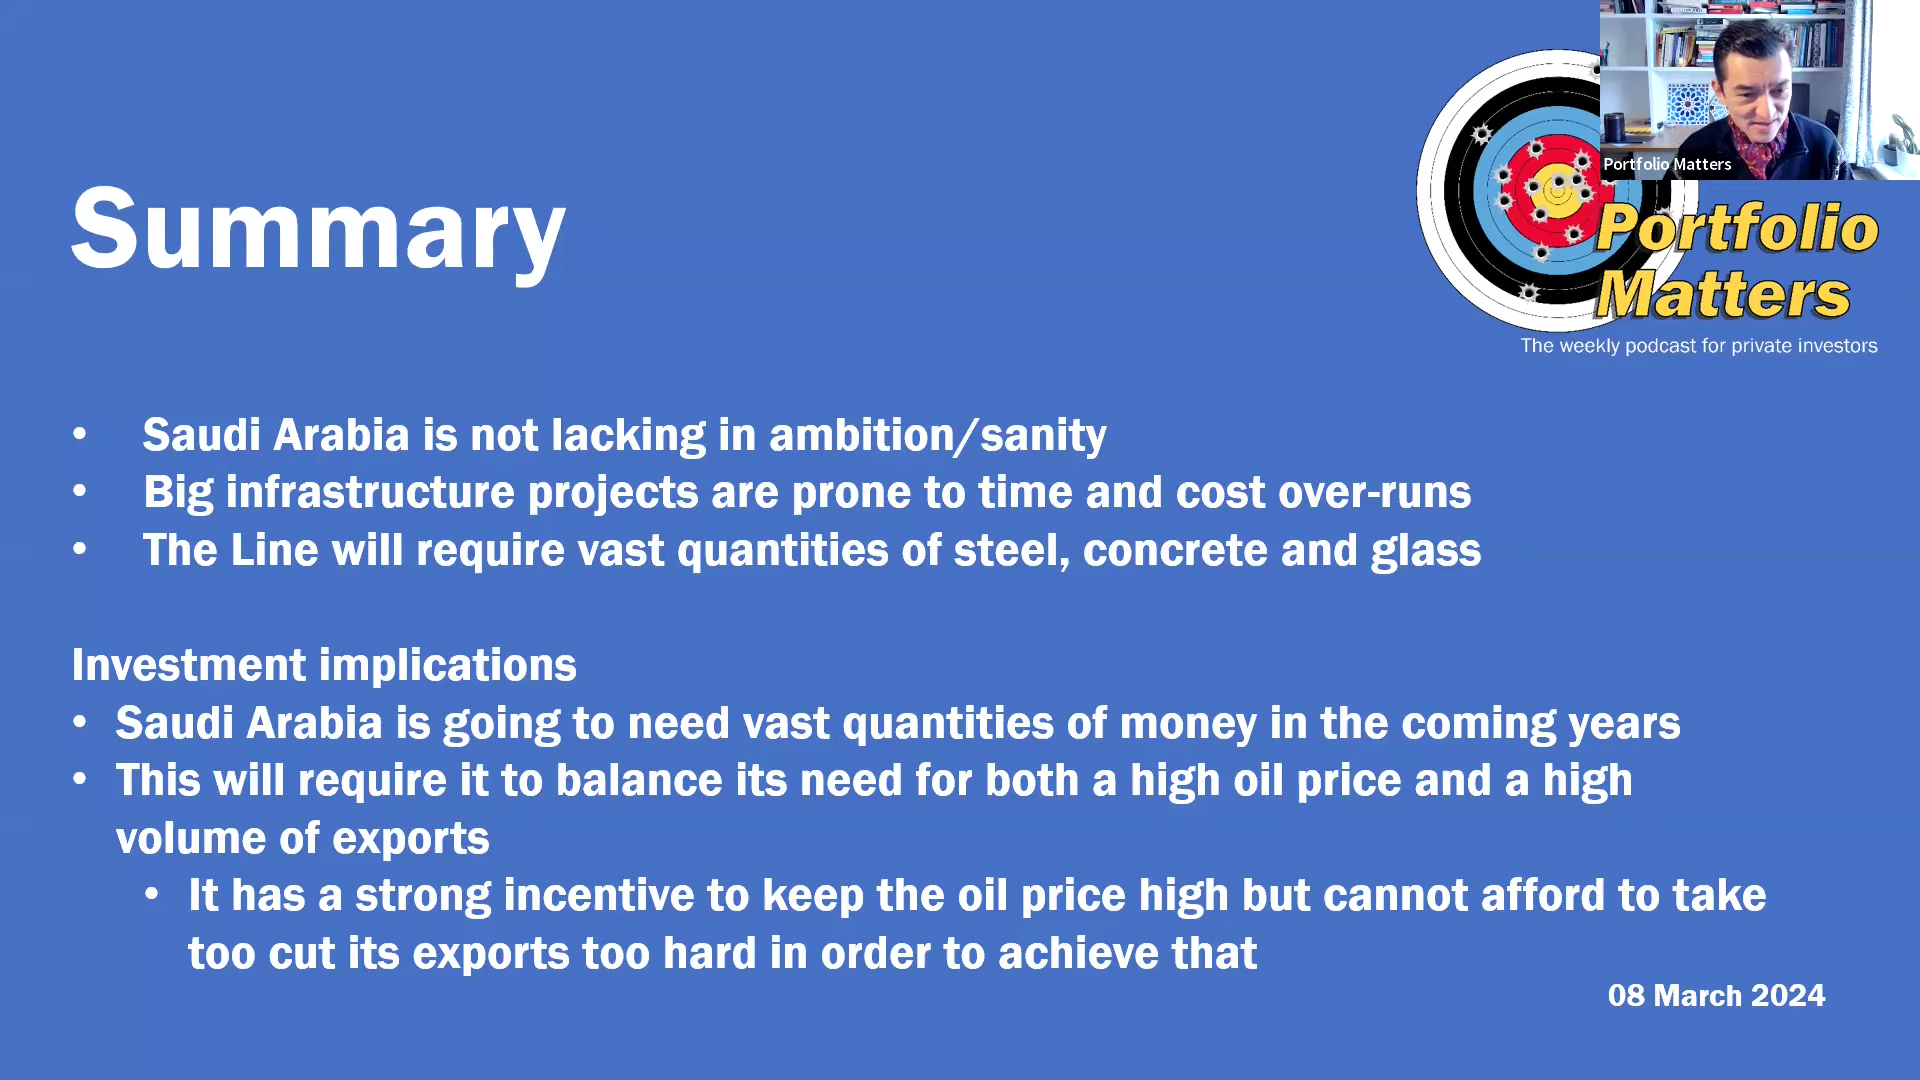 Portfolio Matters
Summary
Portfolio
Matters
The weekly podcast for private investors
• Saudi Arabia is not lacking in ambition/sanity
• Big infrastructure projects are prone to time and cost over-runs
• The Line will require vast quantities of steel, concrete and glass
Investment implications
• Saudi Arabia is going to need vast quantities of money in the coming years
• This will require it to balance its need for both a high oil price and a high
volume of exports
• It has a strong incentive to keep the oil price high but cannot afford to take
too cut its exports too hard in order to achieve that
08 March 2024